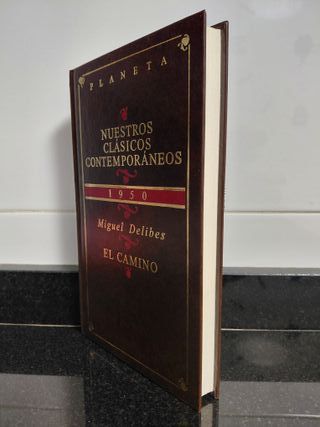 PLANETA
NUESTROS
CLÁSICOS
CONTEMPORÁNEOS
1950
Miguel Delibes
EL CAMINO